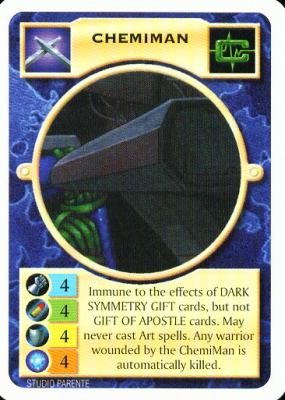 CHEMIMAN
4
4
4
4
Immune to the effects of DARK
SYMMETRY GIFT cards, but not
GIFT OF APOSTLE cards. May
never cast Art spells. Any warrior
wounded by the ChemiMan is
automatically killed.
STUDIO PARENTE